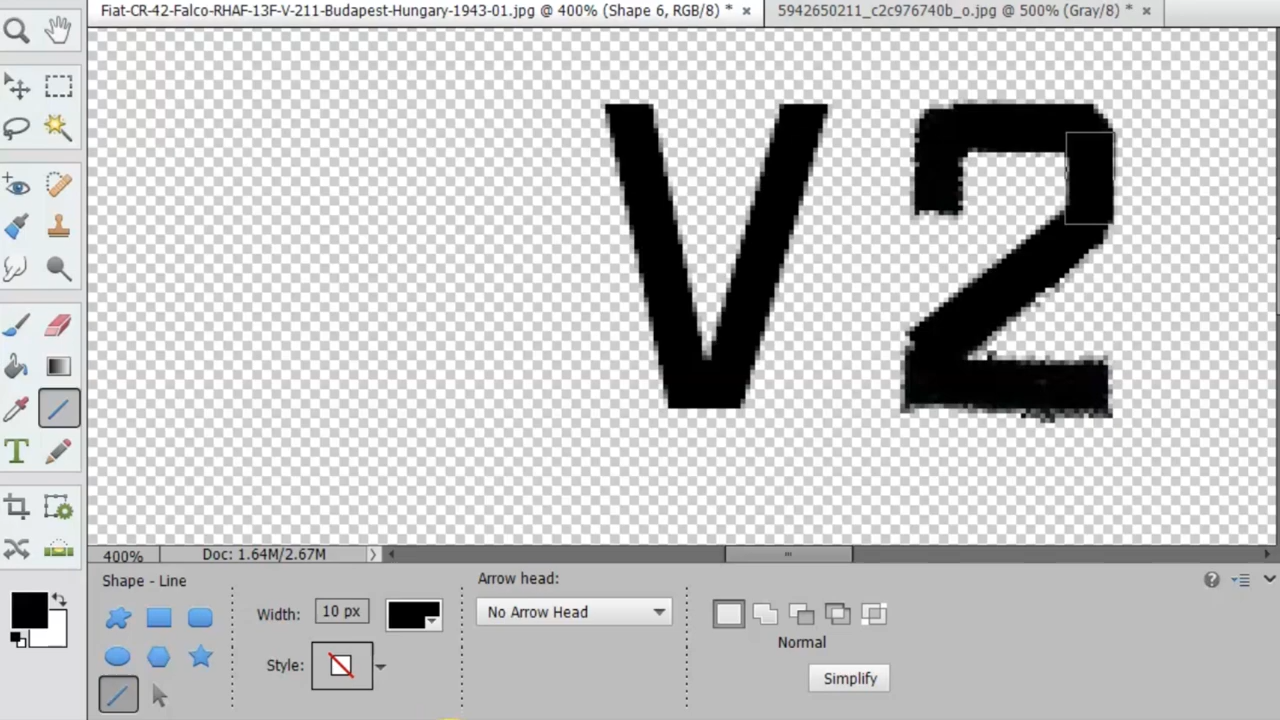 Fiat-CR-42-Falco-RHAF-13F-V-211-Budapest-Hungary-1943-01.jpg @ 400% (Shape 6, RGB/8) * ×
5942650211_c2c976740b_o.jpg @ 500% (Gray/8) * ×
V 2
T
400%
Doc: 1.64M/2.67M
Shape - Line
Width: 10 px
Style:
Arrow head:
No Arrow Head
Normal
Simplify